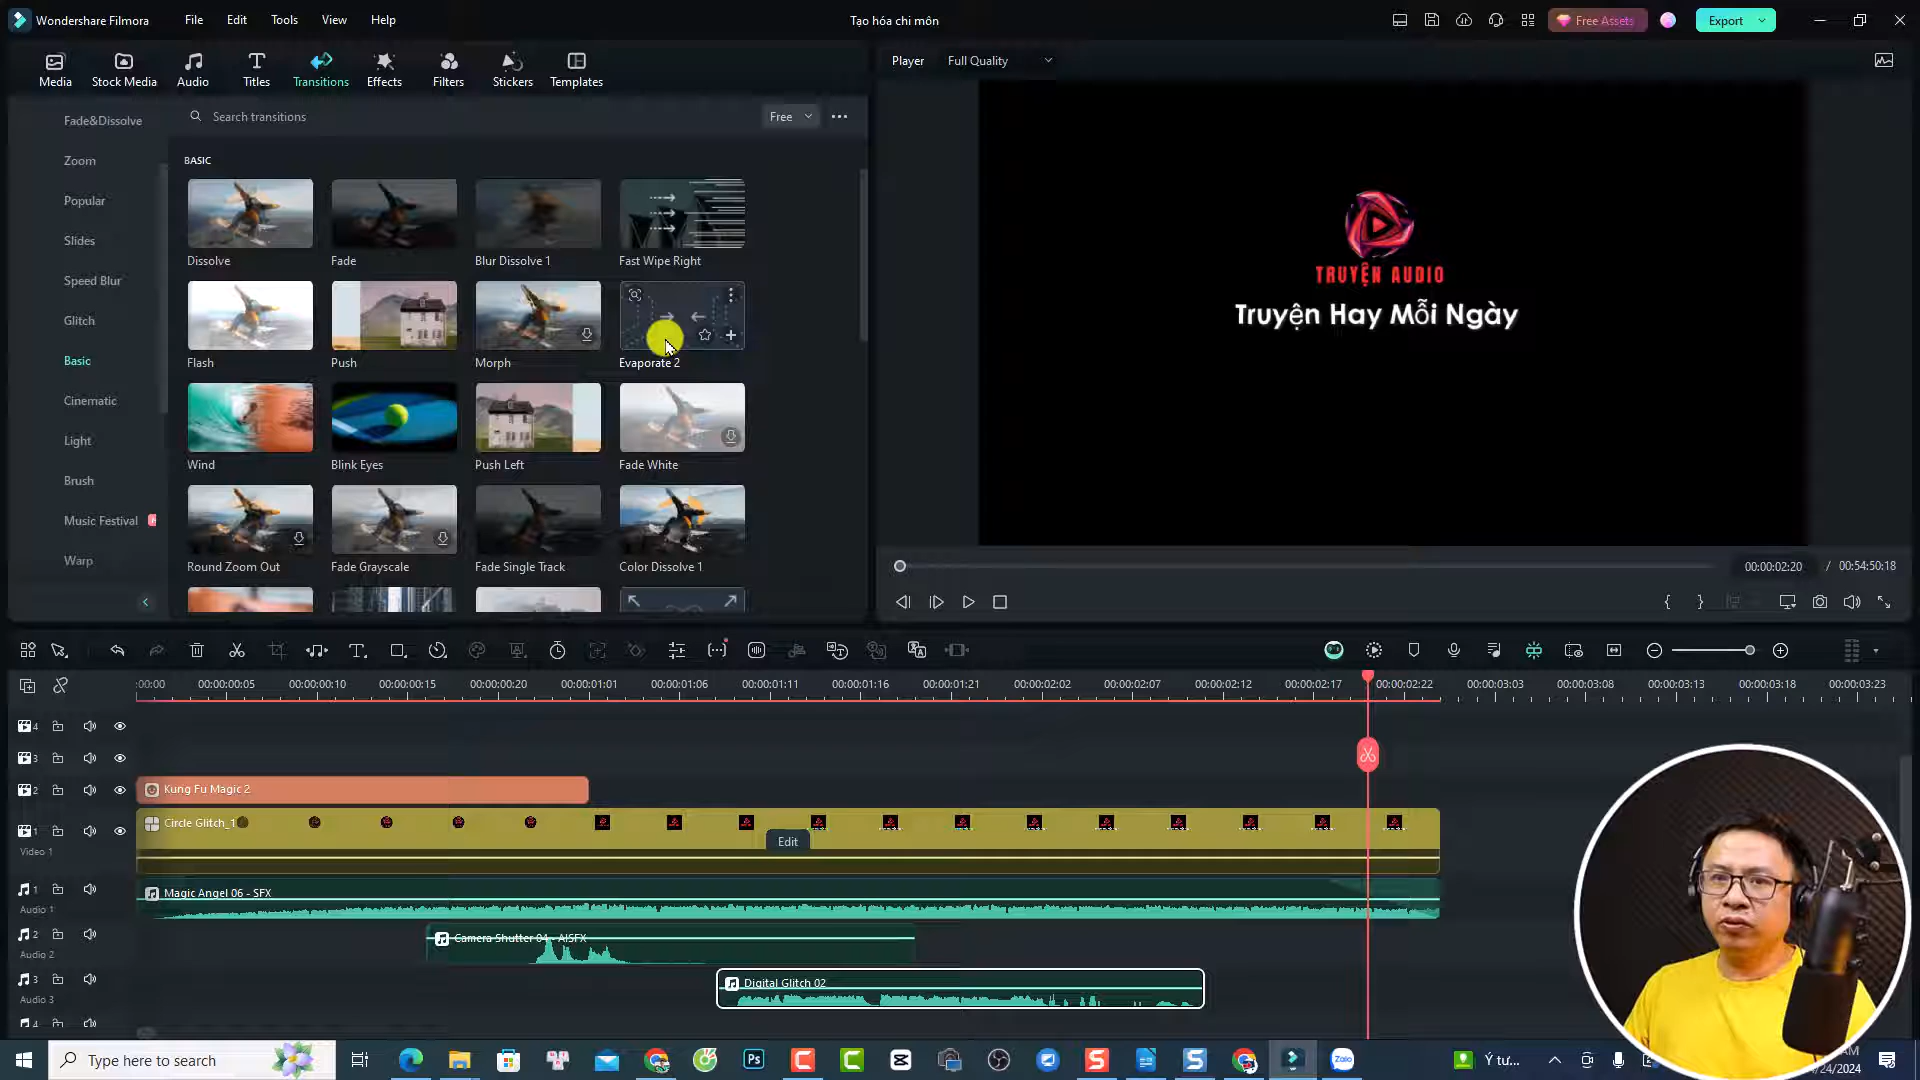 Wondershare Filmora
File
Edit
Tools
View
Help
Tạo hóa chi môn
Free Assets
Export
Media
Stock Media
Audio
Titles
Transitions
Effects
Filters
Stickers
Templates
Player
Full Quality
Fade&Dissolve
Zoom
Popular
Slides
Speed Blur
Glitch
Basic
Cinematic
Light
Brush
Music Festival
Warp
Search transitions
Free
BASIC
Dissolve
Fade
Blur Dissolve 1
Fast Wipe Right
Flash
Push
Morph
Evaporate 2
Wind
Blink Eyes
Push Left
Fade White
Round Zoom Out
Fade Grayscale
Fade Single Track
Color Dissolve 1
TRUYỆN AUDIO
Truyện Hay Mỗi Ngày
00:00:02:20 / 00:54:50:18
:00:00 00:00:00:05 00:00:00:10 00:00:00:15 00:00:00:20 00:00:01:01 00:00:01:06 00:00:01:11 00:00:01:16 00:00:01:21 00:00:02:02 00:00:02:07 00:00:02:12 00:00:02:17 00:00:02:22 00:00:03:03 00:00:03:08 00:00:03:13 00:00:03:18 00:00:03:23
4
3
2
Kung Fu Magic 2
1
Video 1
Circle Glitch_1
Edit
1
Audio 1
Magic Angel 06 - SFX
2
Audio 2
Camera Shutter 04 - AISFX
3
Audio 3
Digital Glitch 02
4
Type here to search
Ps
Zalo
Ý tư...
AM
/24/2024